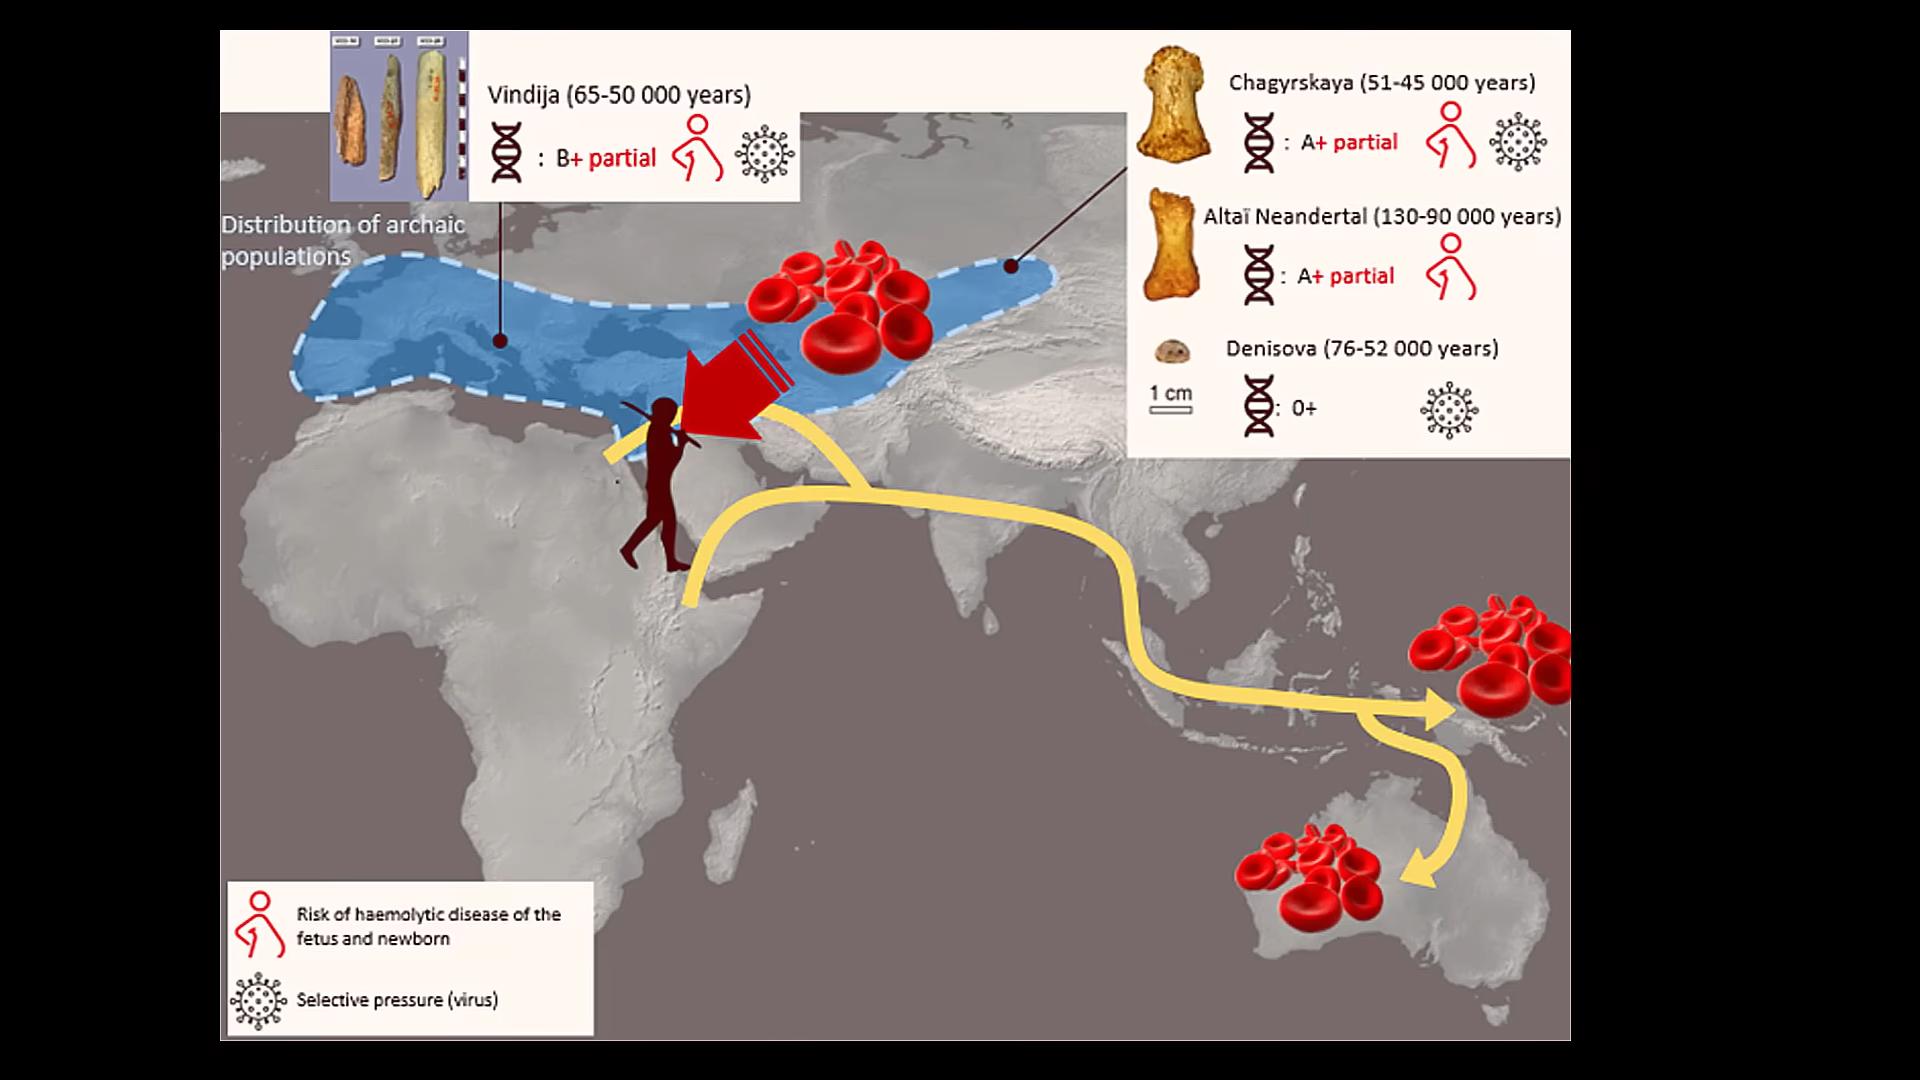 Vindija (65-50 000 years)
: B+ partial
Chagyrskaya (51-45 000 years)
: A+ partial
Altaï Neandertal (130-90 000 years)
: A+ partial
Denisova (76-52 000 years)
1 cm
: 0+
Distribution of archaic
populations
Risk of haemolytic disease of the
fetus and newborn
Selective pressure (virus)